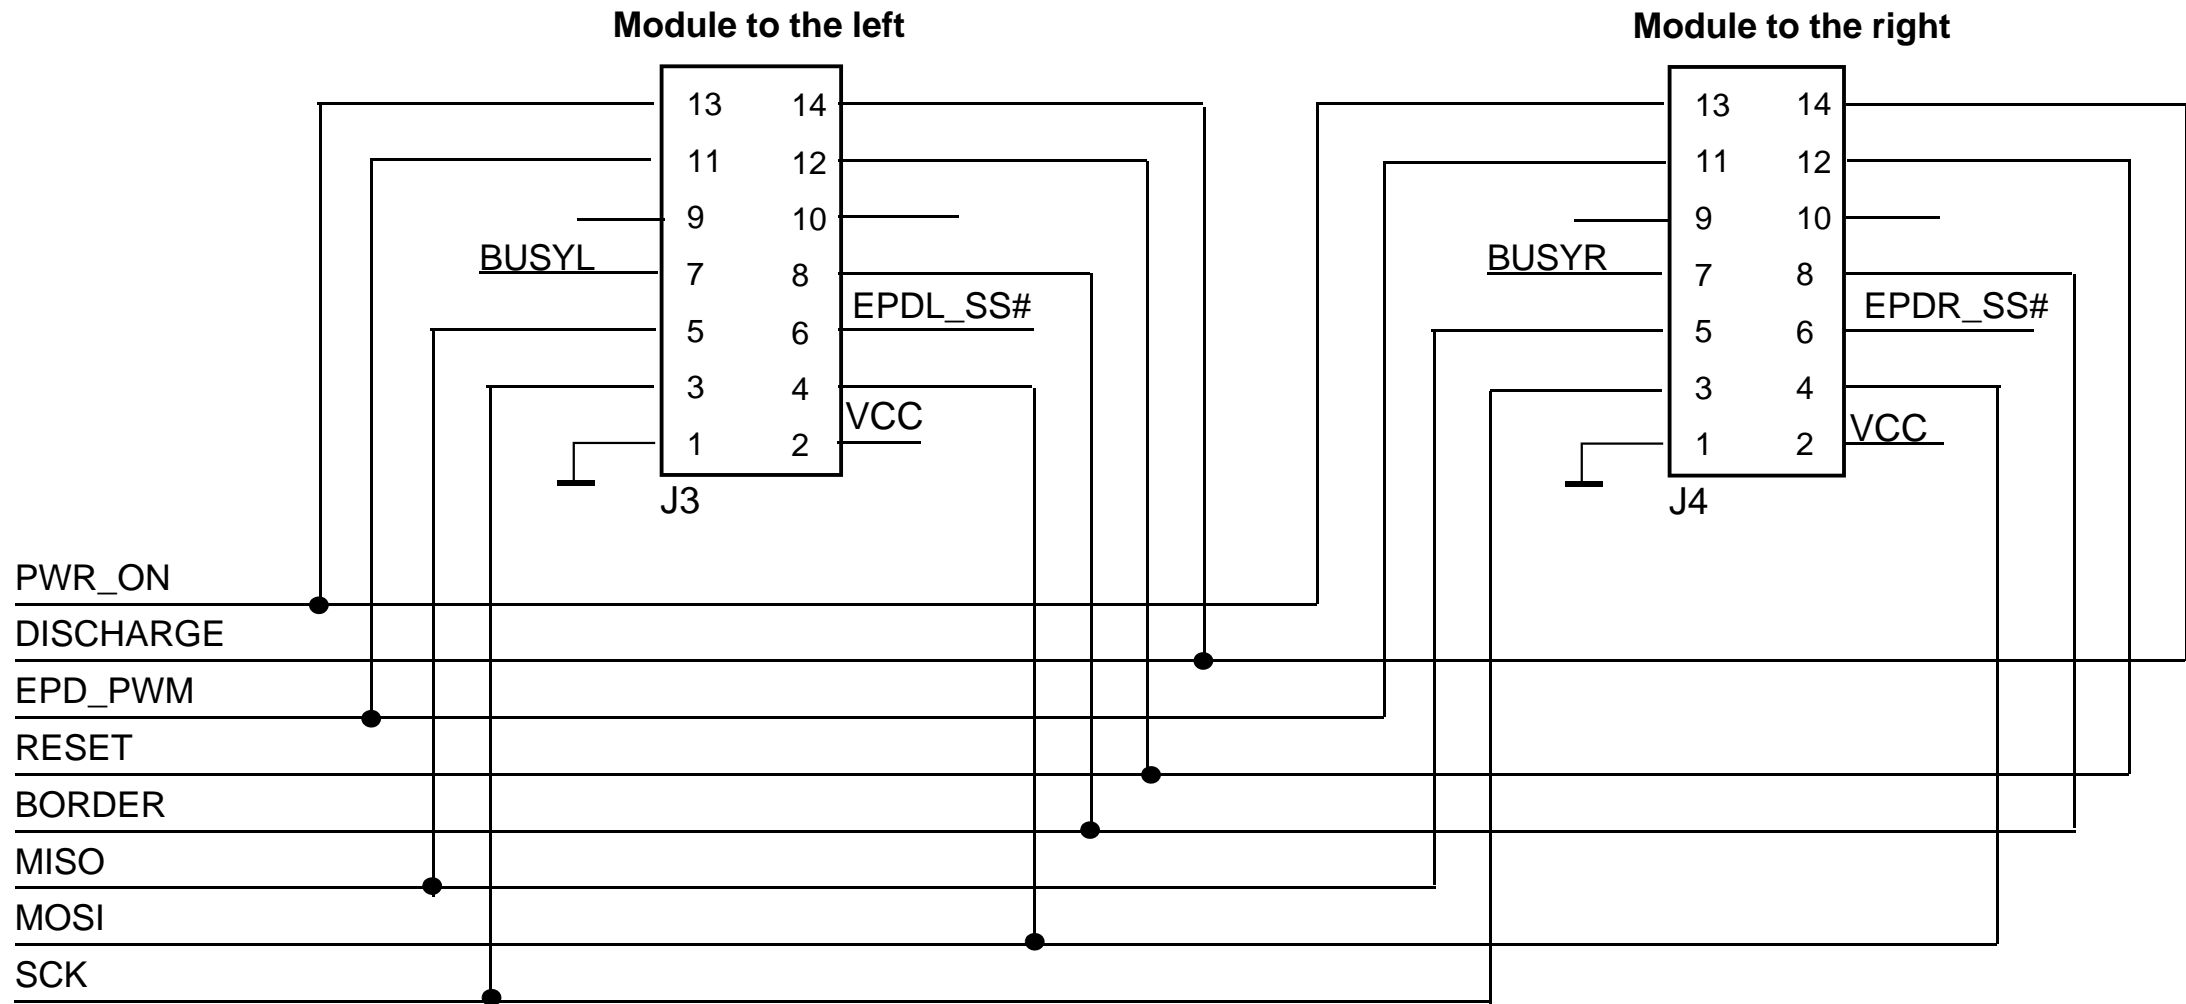 Module to the left
Module to the right
13 14
11 12
9 10
BUSYL 7 8
EPDL_SS#
5 6
3 4
VCC
1 2
J3
13 14
11 12
9 10
BUSYR 7 8
EPDR_SS#
5 6
3 4
VCC
1 2
J4
PWR_ON
DISCHARGE
EPD_PWM
RESET
BORDER
MISO
MOSI
SCK